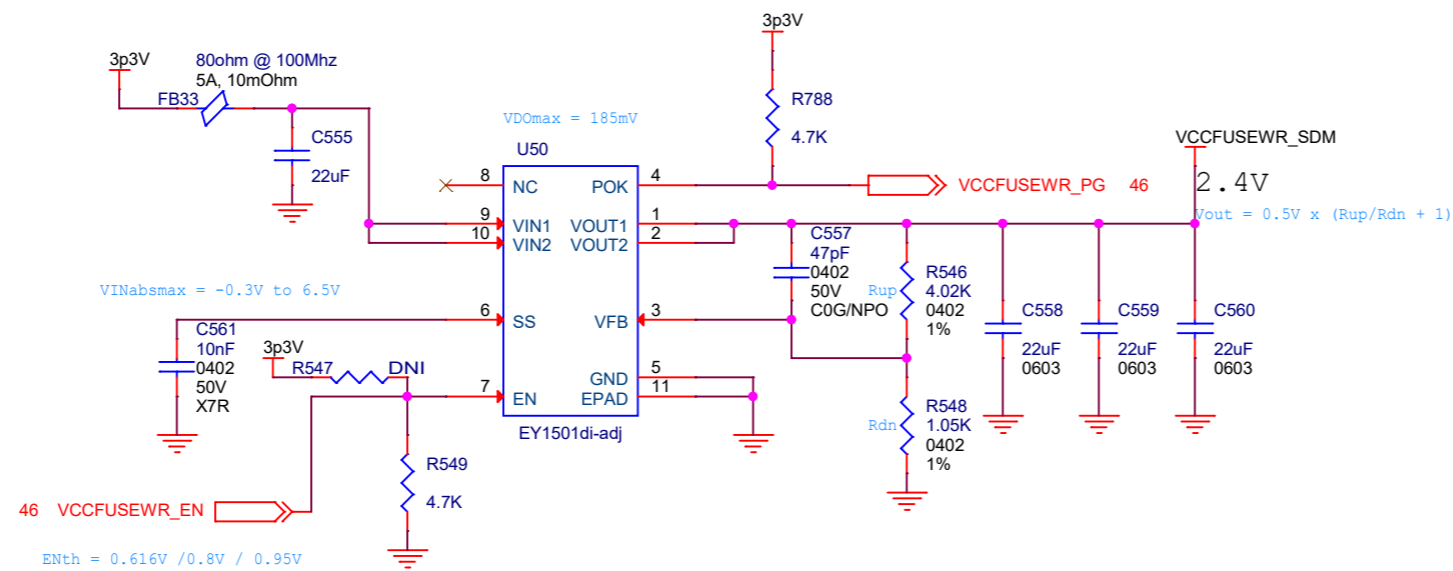 3p3V
80ohm @ 100Mhz
5A, 10mOhm
FB33
C555
22uF
VDOmax = 185mV
U50
3p3V
R788
4.7K
8 NC
POK 4
VCCFUSEWR_PG 46
VCCFUSEWR_SDM
2.4V
Vout = 0.5V x (Rup/Rdn + 1)
9 VIN1
10 VIN2
VOUT1 1
VOUT2 2
C557
47pF
0402
50V
C0G/NPO
Rup
R546
4.02K
0402
1%
C558
22uF
0603
C559
22uF
0603
C560
22uF
0603
VINabsmax = -0.3V to 6.5V
6 SS
VFB 3
C561
10nF
0402
50V
X7R
3p3V
R547 DNI
7 EN
GND 5
EPAD 11
EY1501di-adj
Rdn
R548
1.05K
0402
1%
R549
4.7K
46 VCCFUSEWR_EN
ENth = 0.616V /0.8V / 0.95V